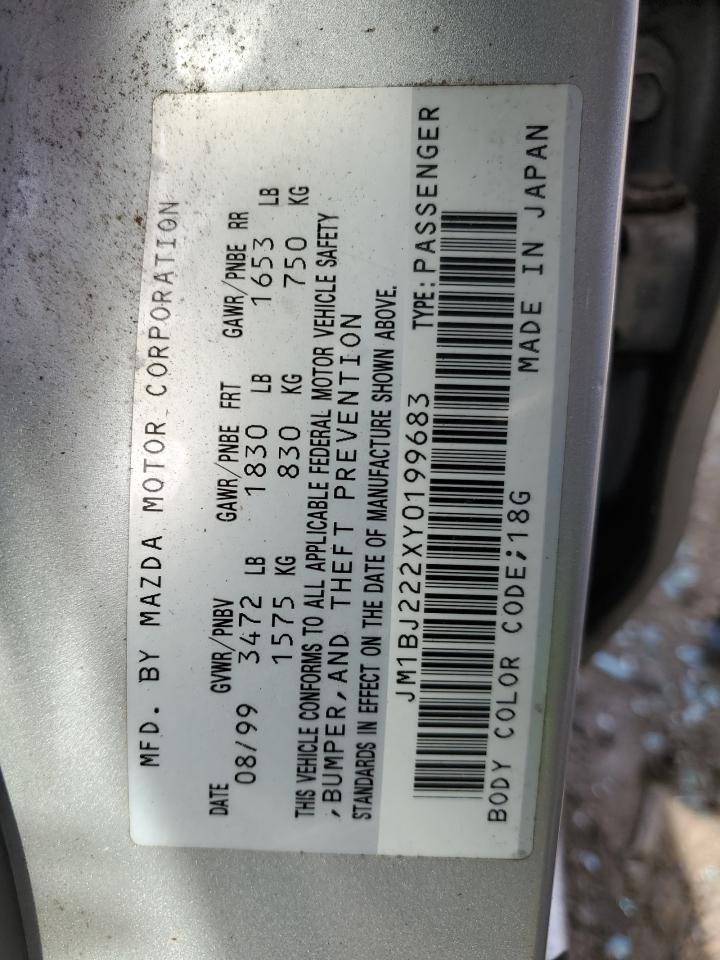 MFD. BY MAZDA MOTOR CORPORATION
DATE GVWR/PNBV GAWR/PNBE FRT GAWR/PNBE RR
08/99 3472 LB 1830 LB 1653 LB
1575 KG 830 KG 750 KG
THIS VEHICLE CONFORMS TO ALL APPLICABLE FEDERAL MOTOR VEHICLE SAFETY
,BUMPER,AND THEFT PREVENTION
STANDARDS IN EFFECT ON THE DATE OF MANUFACTURE SHOWN ABOVE.
JM1BJ222XY0199683 TYPE:PASSENGER
BODY COLOR CODE;18G MADE IN JAPAN